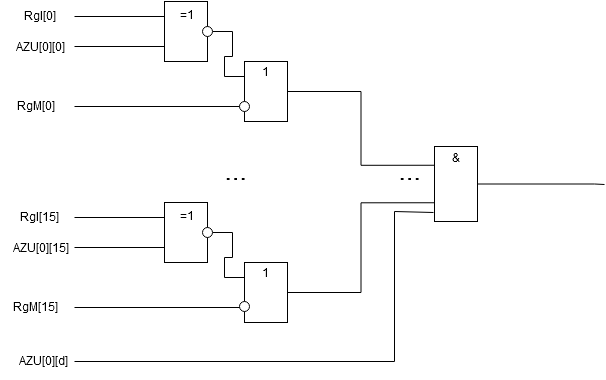 RgI[0]
=1
AZU[0][0]
1
RgM[0]
&
... ...
RgI[15]
=1
AZU[0][15]
1
RgM[15]
AZU[0][d]